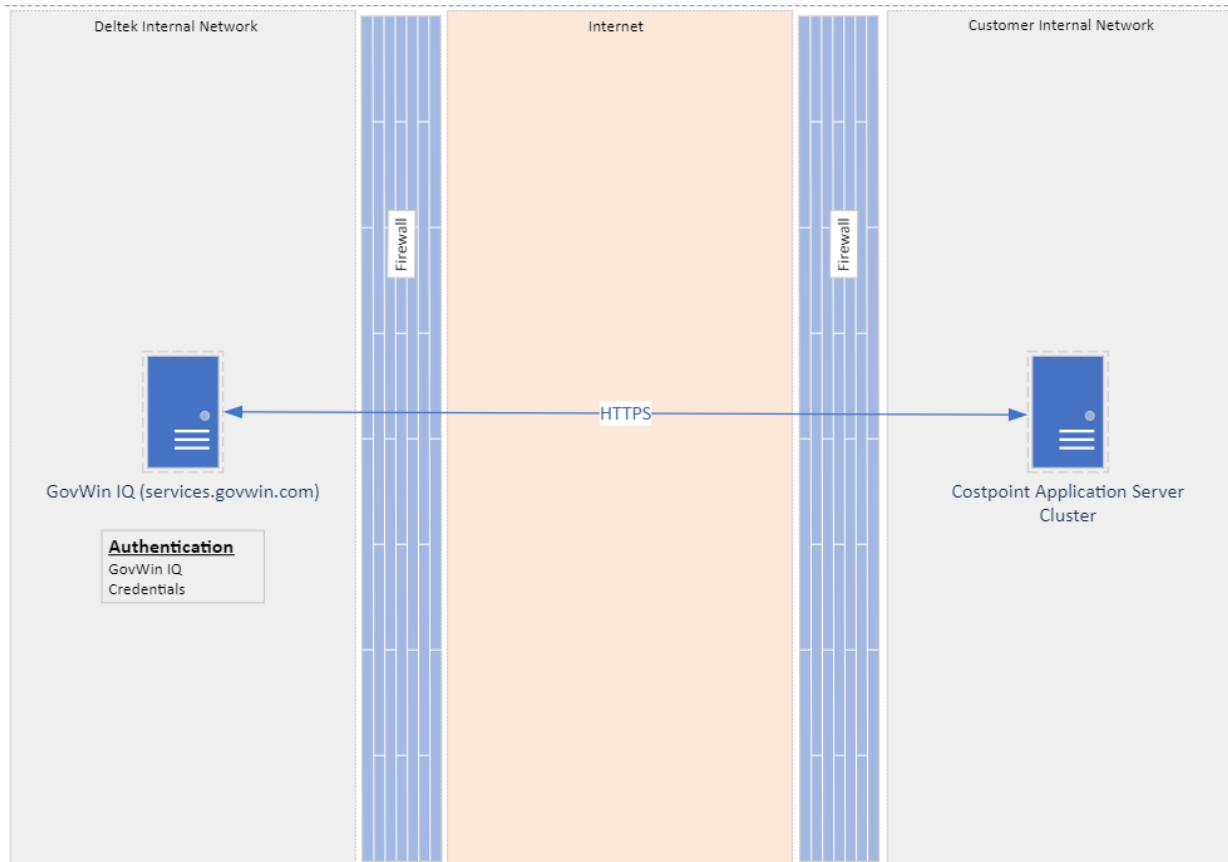 Deltek Internal Network
Internet
Customer Internal Network
Firewall
Firewall
HTTPS
GovWin IQ (services.govwin.com)
Costpoint Application Server
Cluster
Authentication
GovWin IQ
Credentials